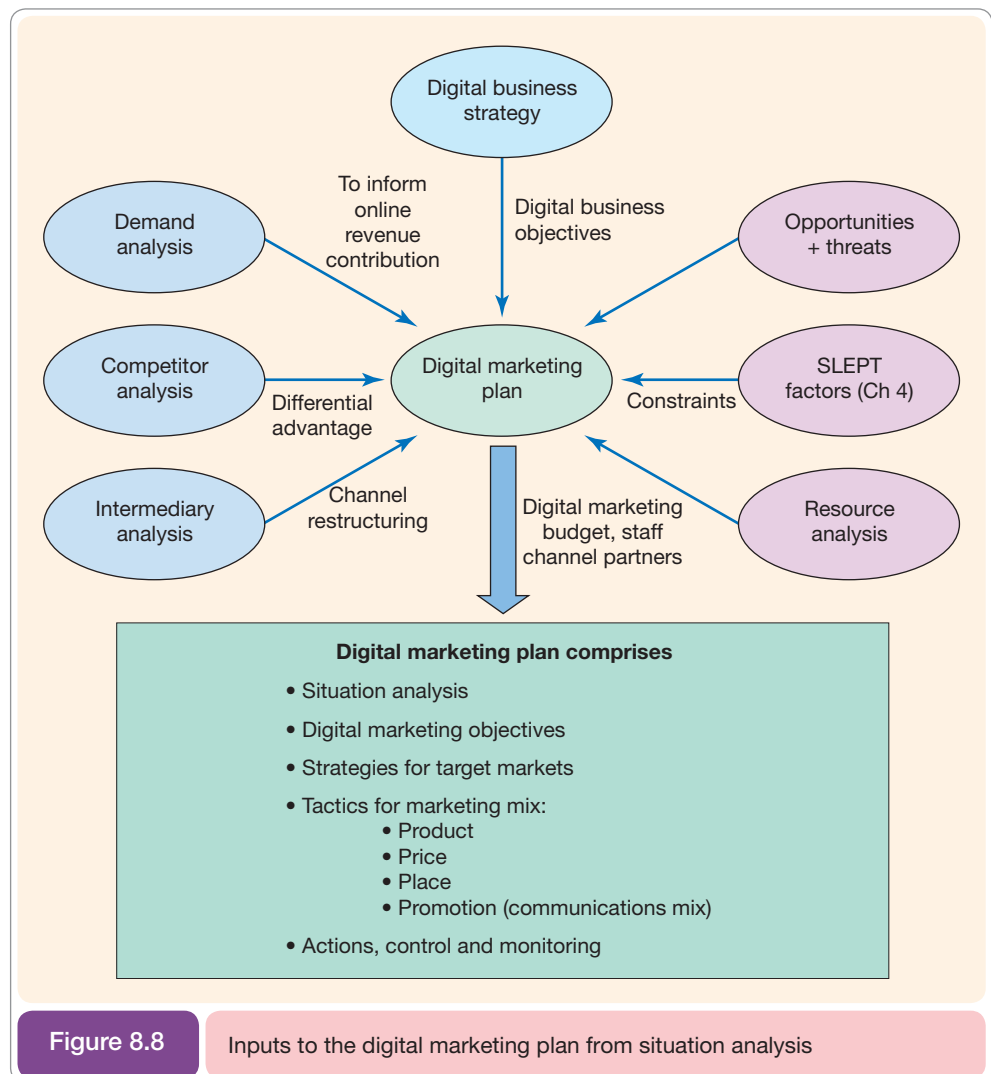 Digital business
strategy
To inform
online
revenue
contribution
Digital business
objectives
Demand
analysis
Opportunities
+ threats
Competitor
analysis
Differential
advantage
Digital marketing
plan
Constraints
SLEPT
factors (Ch 4)
Intermediary
analysis
Channel
restructuring
Digital marketing
budget, staff
channel partners
Resource
analysis
Digital marketing plan comprises
• Situation analysis
• Digital marketing objectives
• Strategies for target markets
• Tactics for marketing mix:
• Product
• Price
• Place
• Promotion (communications mix)
• Actions, control and monitoring
Figure 8.8
Inputs to the digital marketing plan from situation analysis